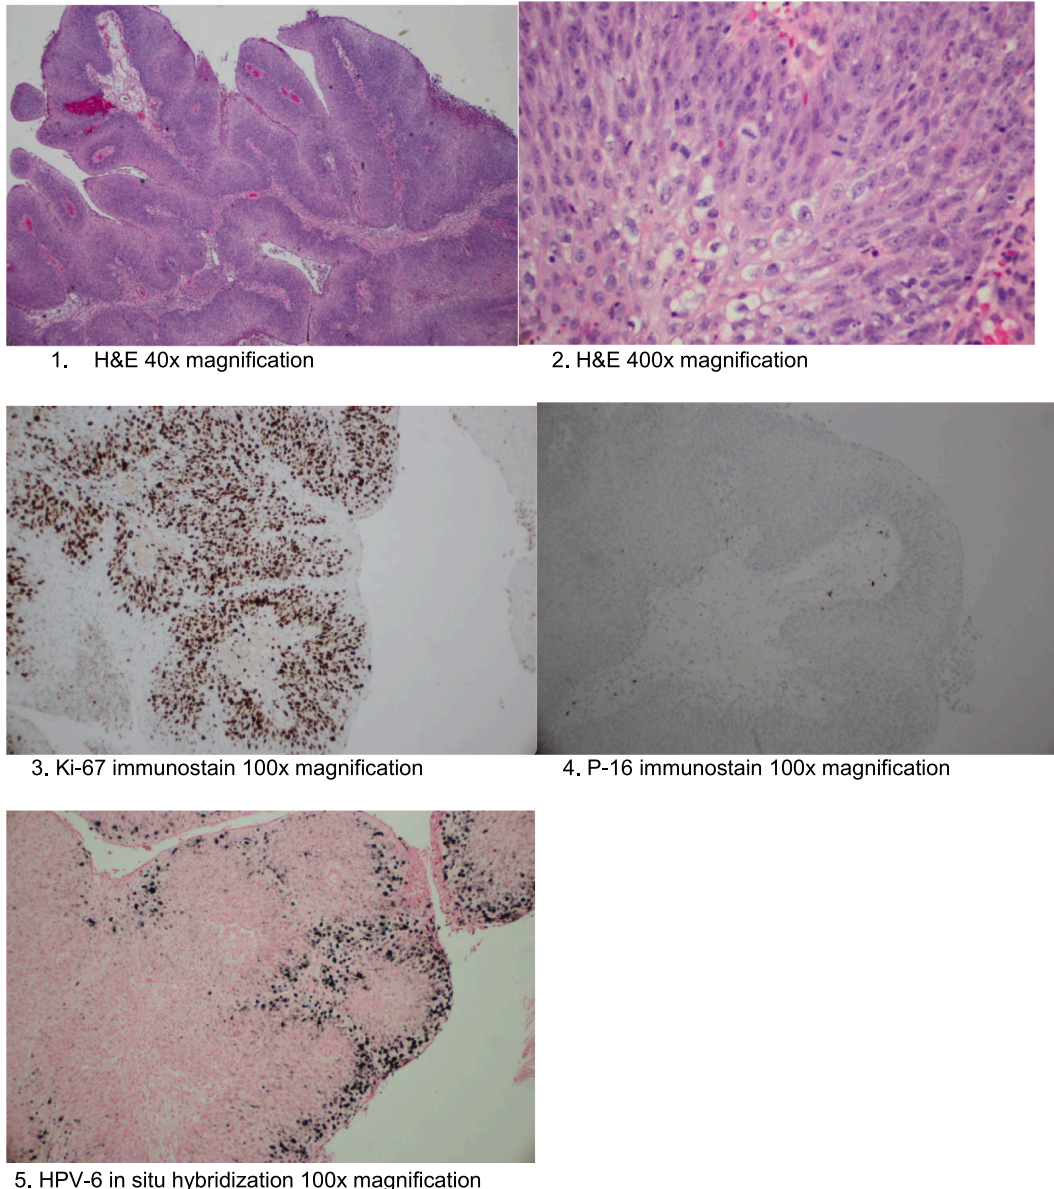 1. H&E 40x magnification
2. H&E 400x magnification
3. Ki-67 immunostain 100x magnification
4. P-16 immunostain 100x magnification
5. HPV-6 in situ hybridization 100x magnification